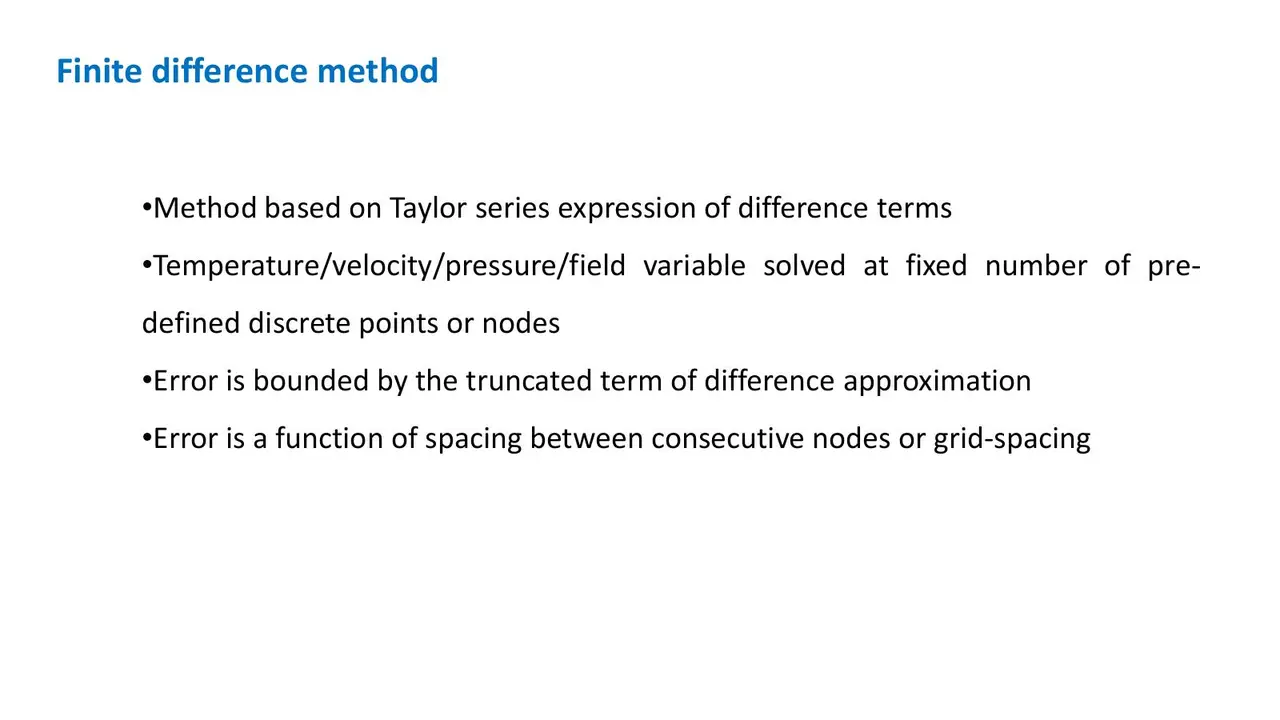 Finite difference method
•Method based on Taylor series expression of difference terms
•Temperature/velocity/pressure/field variable solved at fixed number of pre-
defined discrete points or nodes
•Error is bounded by the truncated term of difference approximation
•Error is a function of spacing between consecutive nodes or grid-spacing